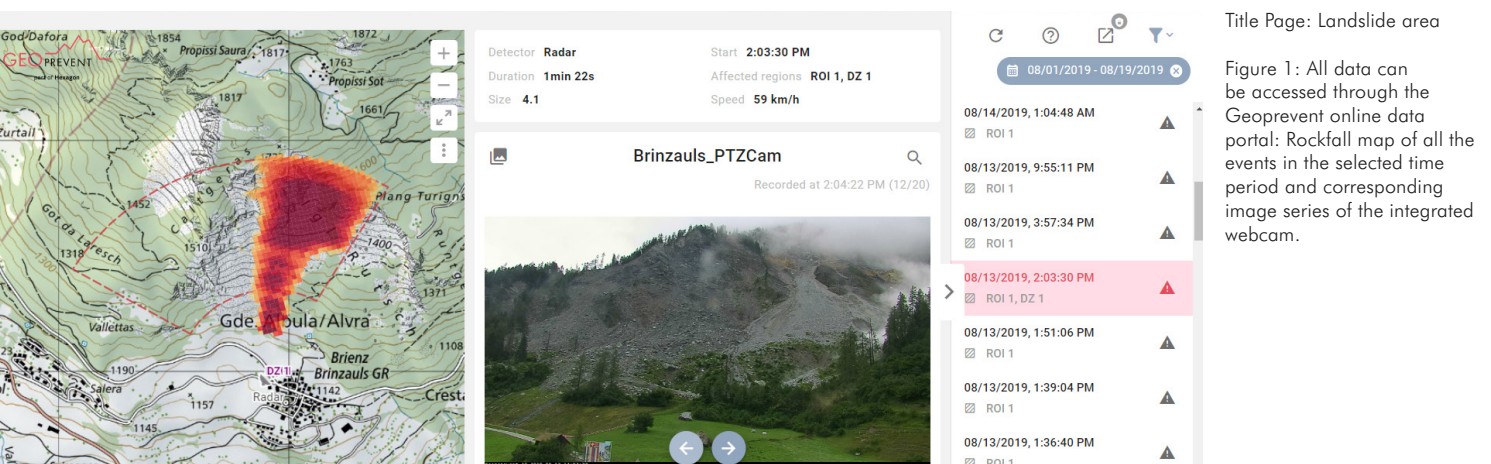 God Dafora
GEOPREVENT
part of Hexagon
1854
1872
Propissi Saura
1817
1763
Propissi Sot
1817
1661
Zurtail
1600
1452
Plang Turigns
Got da Laresch
1318
1300
1510
1400
1371
Vallettas
Gde. Albula/Alvra
1108
Brienz
Brinzauls GR
1190
DZ 1
Salera
1142
Radar
1157
Cresta
1145
Detector Radar
Start 2:03:30 PM
Duration 1min 22s
Affected regions ROI 1, DZ 1
Size 4.1
Speed 59 km/h
Brinzauls_PTZCam
Recorded at 2:04:22 PM (12/20)
08/01/2019 - 08/19/2019
08/14/2019, 1:04:48 AM
ROI 1
08/13/2019, 9:55:11 PM
ROI 1
08/13/2019, 3:57:34 PM
ROI 1
08/13/2019, 2:03:30 PM
ROI 1, DZ 1
08/13/2019, 1:51:06 PM
ROI 1
08/13/2019, 1:39:04 PM
ROI 1
08/13/2019, 1:36:40 PM
ROI 1
Title Page: Landslide area
Figure 1: All data can
be accessed through the
Geoprevent online data
portal: Rockfall map of all the
events in the selected time
period and corresponding
image series of the integrated
webcam.